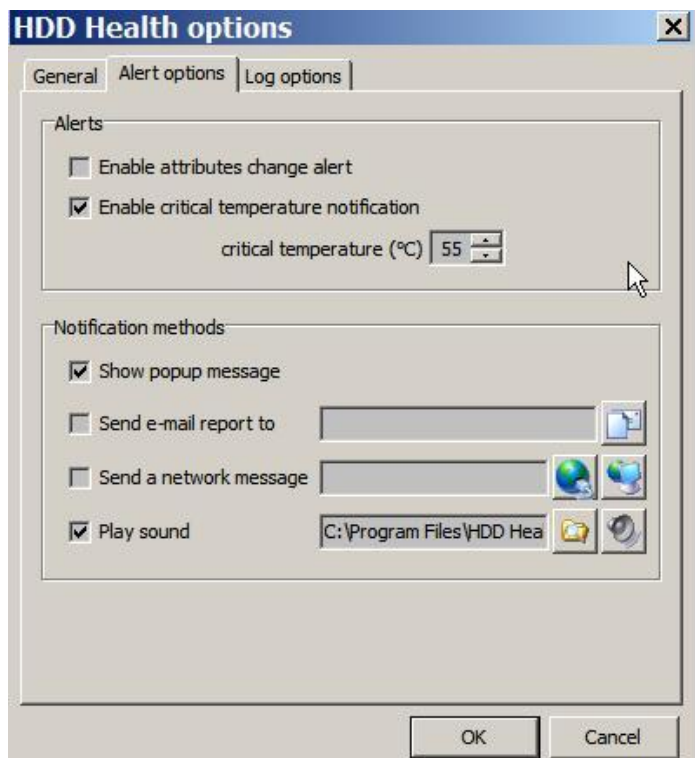 HDD Health options
General Alert options Log options
Alerts
Enable attributes change alert
Enable critical temperature notification
critical temperature (ºC) 55
Notification methods
Show popup message
Send e-mail report to
Send a network message
Play sound C:\Program Files\HDD Hea
OK Cancel